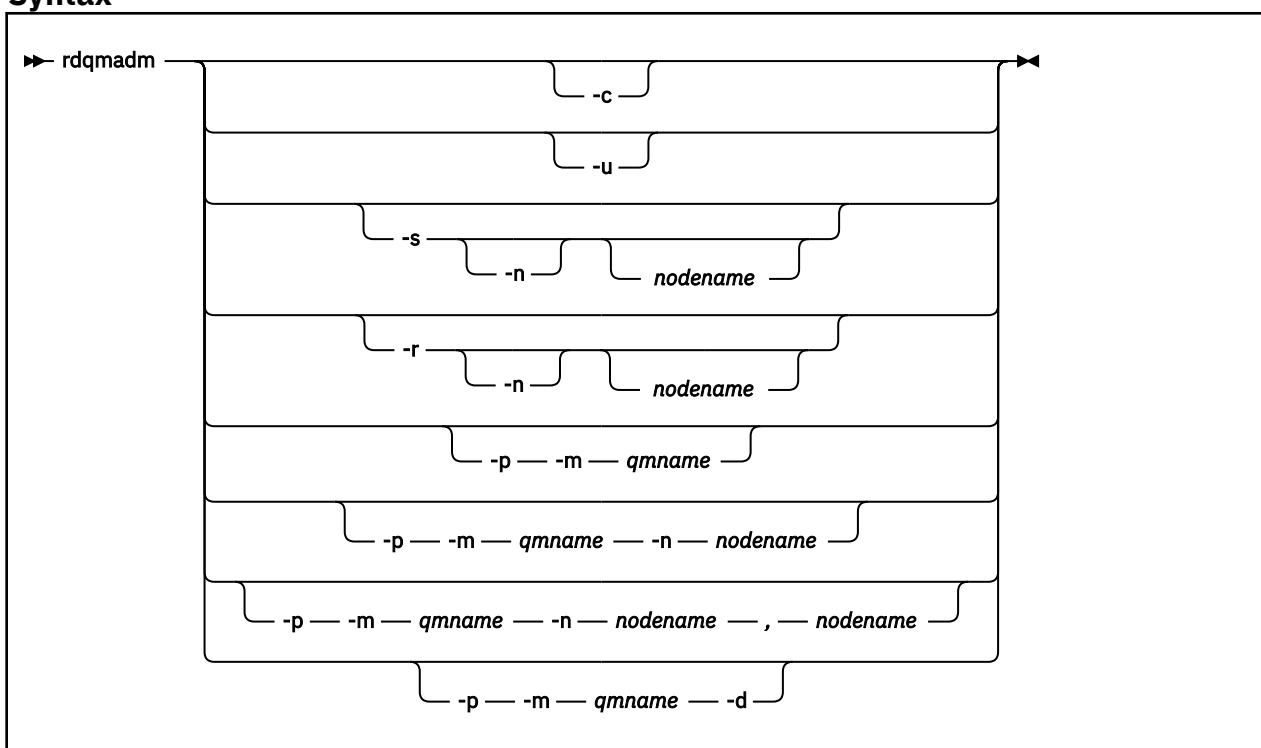 Syntax
rdqmadm
-c
-u
-s
-n nodename
-r
-n nodename
-p -m qmname
-p -m qmname -n nodename
-p -m qmname -n nodename , nodename
-p -m qmname -d